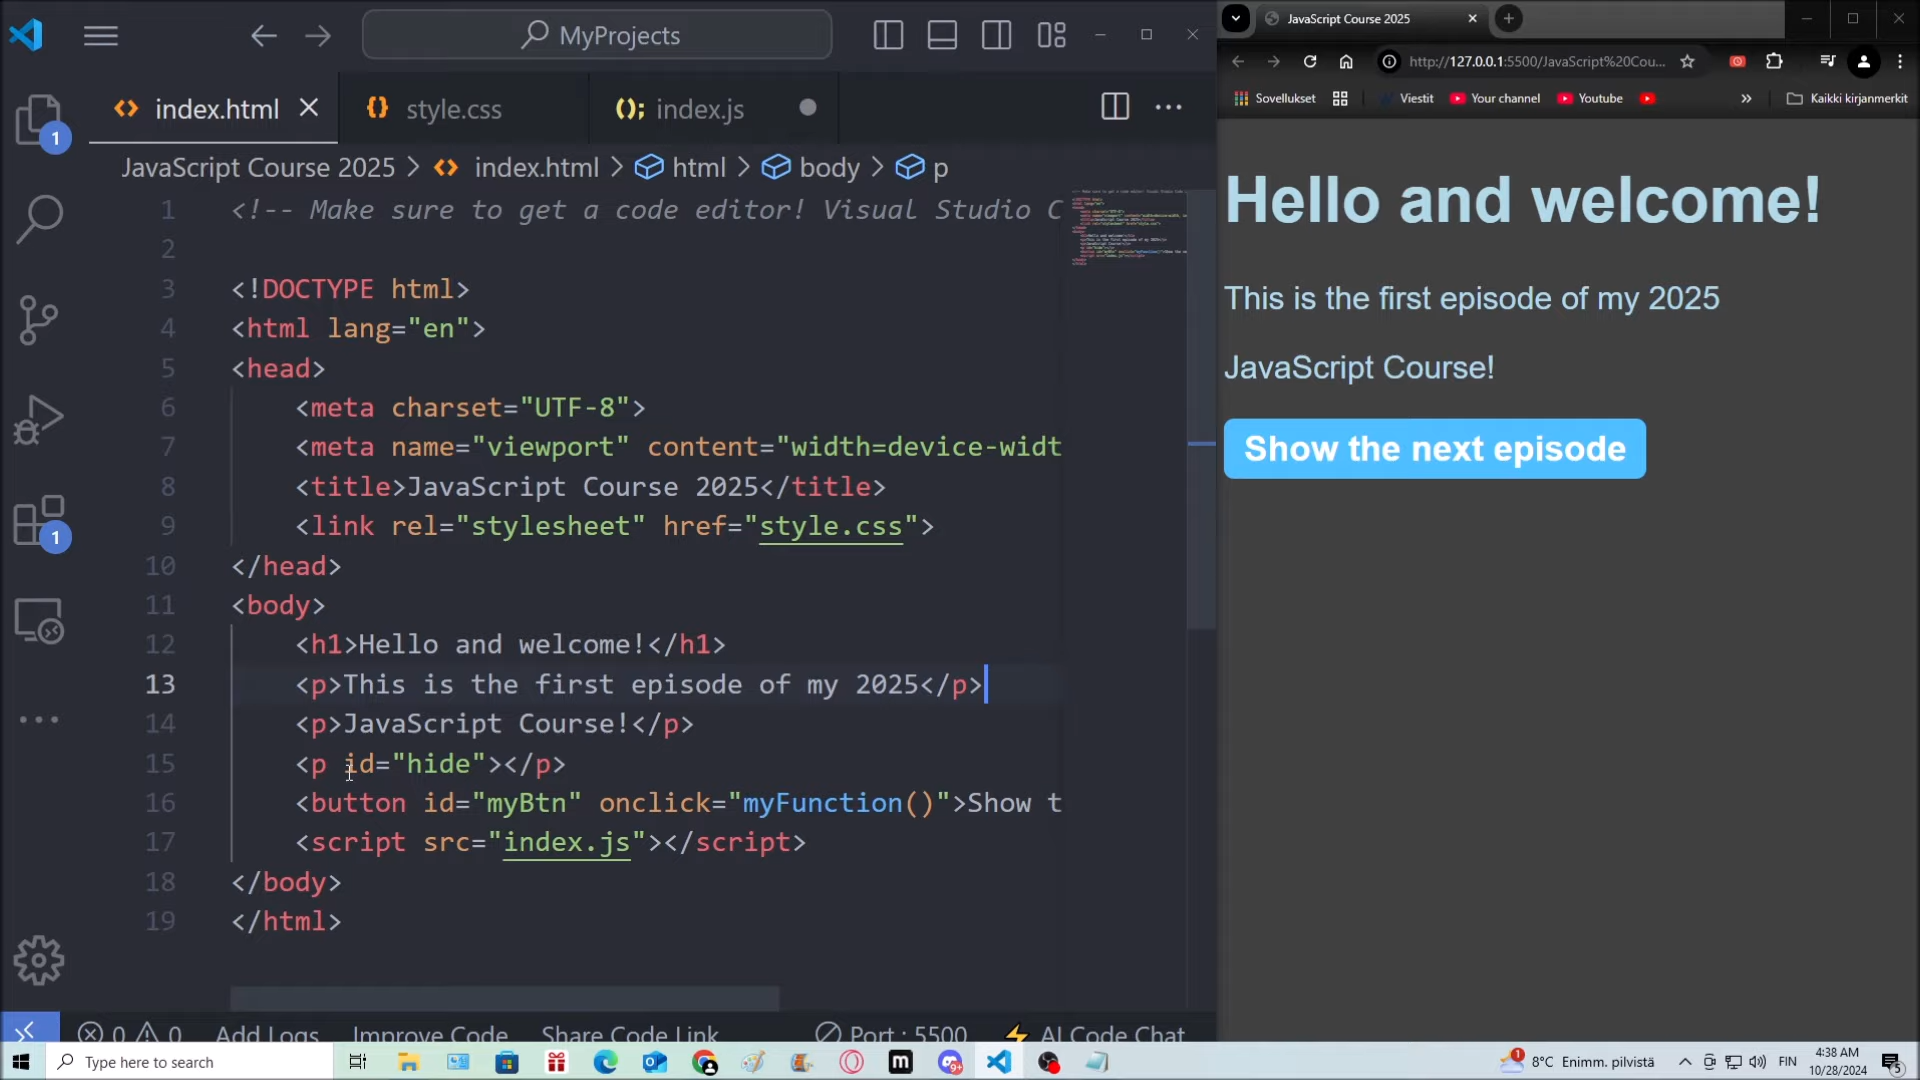 MyProjects
index.html
style.css
index.js
JavaScript Course 2025 > index.html > html > body > p
1 <!-- Make sure to get a code editor! Visual Studio C
2
3 <!DOCTYPE html>
4 <html lang="en">
5 <head>
6 <meta charset="UTF-8">
7 <meta name="viewport" content="width=device-widt
8 <title>JavaScript Course 2025</title>
9 <link rel="stylesheet" href="style.css">
10 </head>
11 <body>
12 <h1>Hello and welcome!</h1>
13 <p>This is the first episode of my 2025</p>
14 <p>JavaScript Course!</p>
15 <p id="hide"></p>
16 <button id="myBtn" onclick="myFunction()">Show t
17 <script src="index.js"></script>
18 </body>
19 </html>
1
1
0 0 Add Logs Improve Code Share Code Link Port : 5500 AI Code Chat
JavaScript Course 2025
http://127.0.0.1:5500/JavaScript%20Cou...
Sovellukset Viestit Your channel Youtube » Kaikki kirjanmerkit
Hello and welcome!
This is the first episode of my 2025
JavaScript Course!
Show the next episode
Type here to search
9+
m
1
8°C Enimm. pilvistä
FIN
4:38 AM
10/28/2024
5